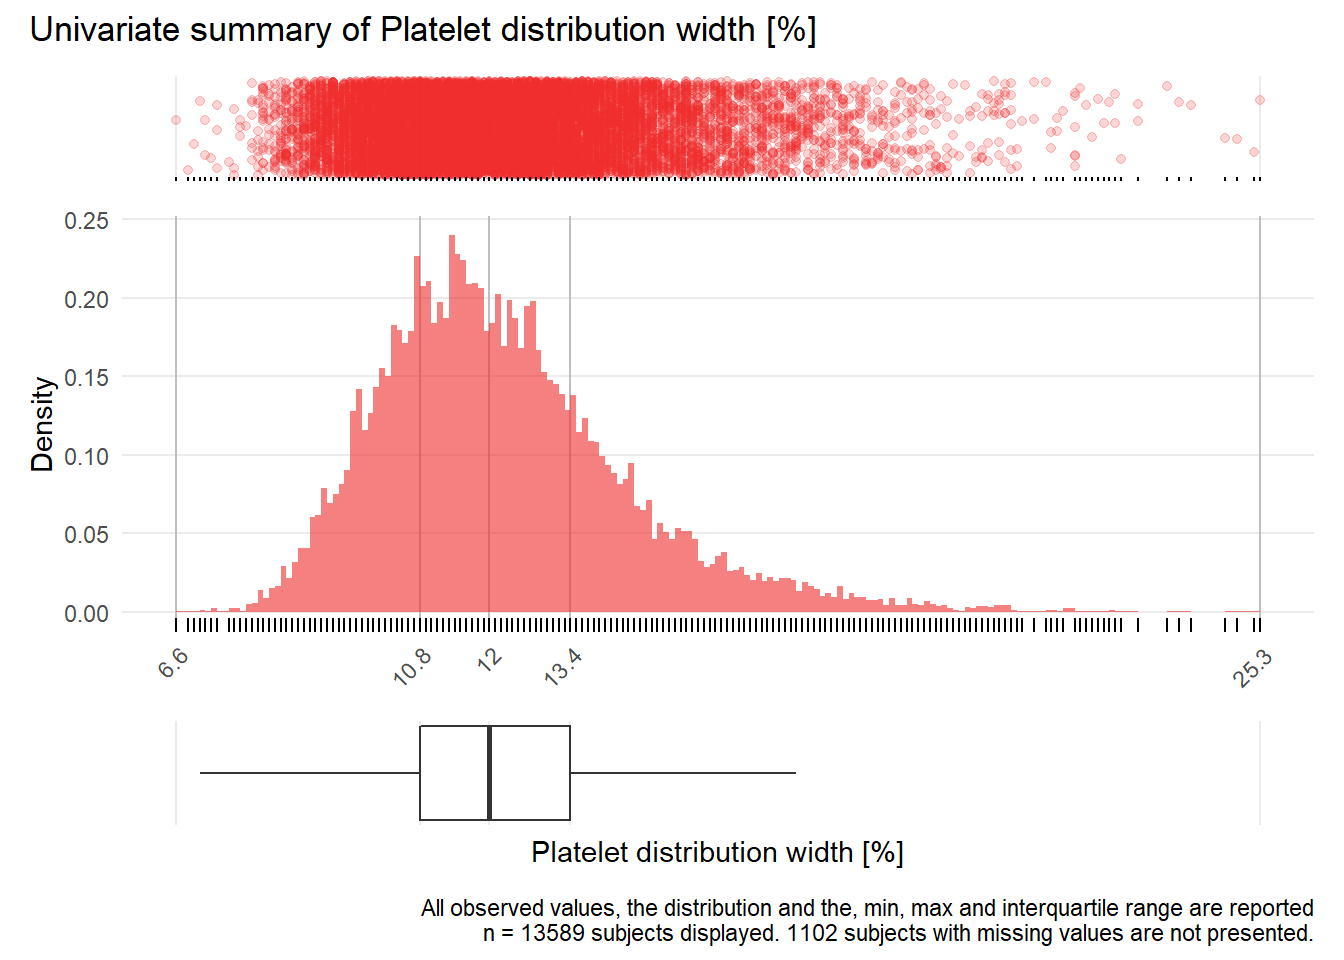 Univariate summary of Platelet distribution width [%]
0.25
0.20
0.15
0.10
0.05
0.00
Density
6.6
10.8
12
13.4
25.3
Platelet distribution width [%]
All observed values, the distribution and the, min, max and interquartile range are reported
n = 13589 subjects displayed. 1102 subjects with missing values are not presented.